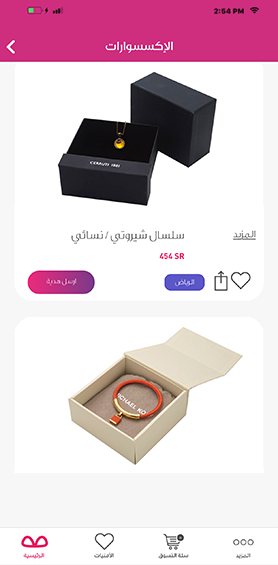 2:54 PM
الإكسسوارات
CERRUTI 1881
سلسال شيروتي / نسائي
المزيد
454 SR
الرياض
ارسل هدية
MICHAEL KO
الرئيسية
الأمنيات
سلة التسوق
المزيد